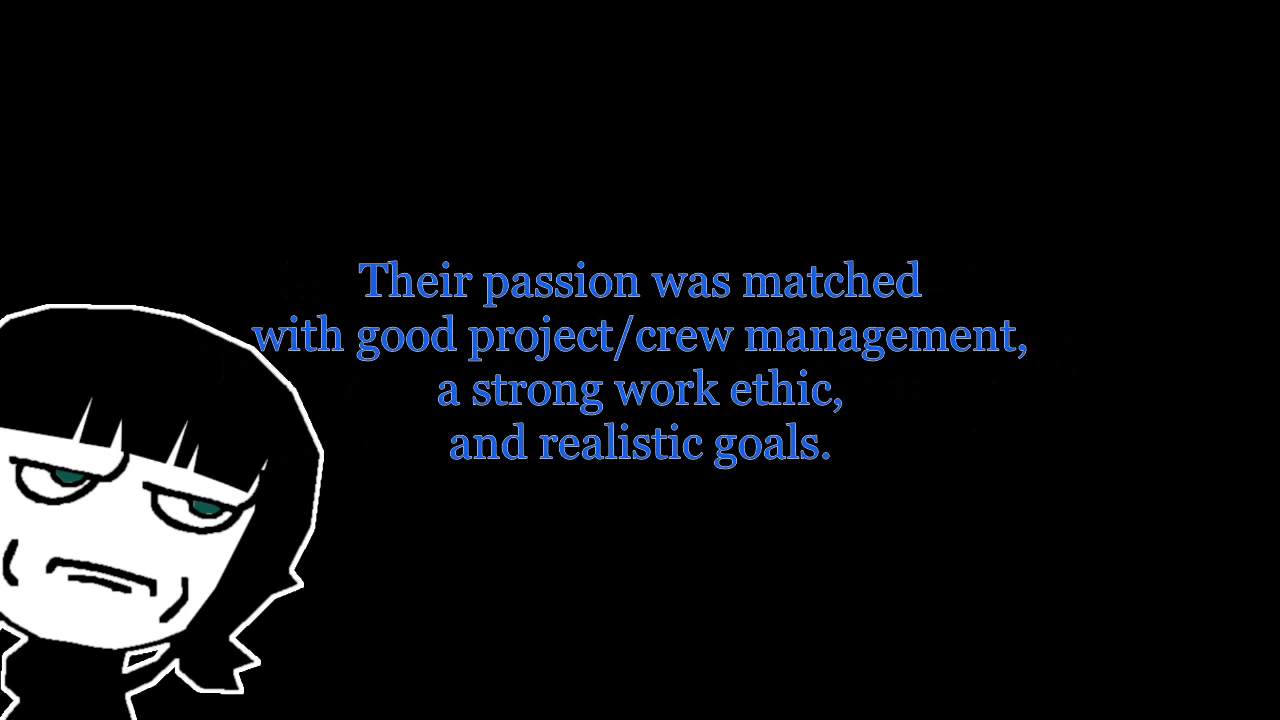 Their passion was matched
with good project/crew management,
a strong work ethic,
and realistic goals.